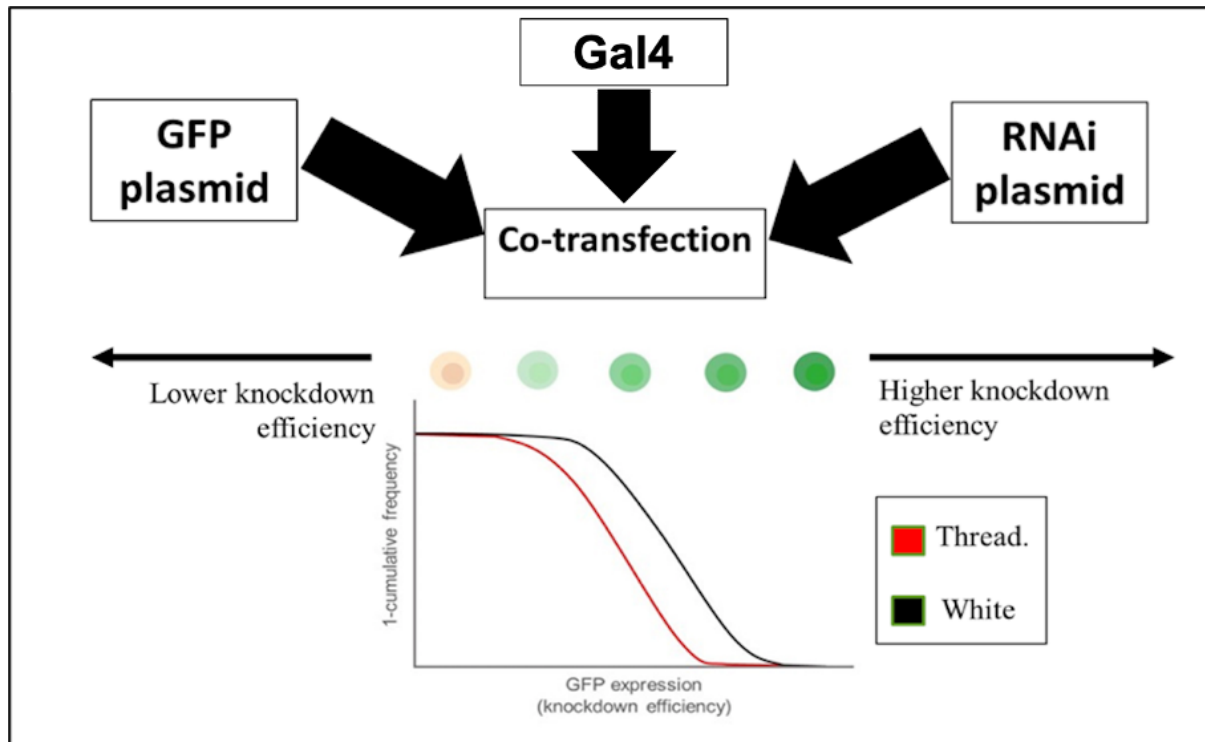 Gal4
GFP
plasmid
RNAi
plasmid
Co-transfection
Lower knockdown
efficiency
Higher knockdown
efficiency
1-cumulative frequency
Thread.
White
GFP expression
(knockdown efficiency)